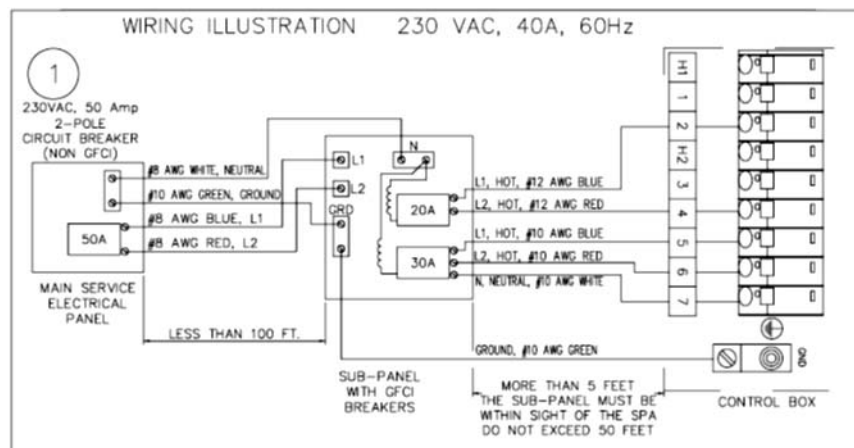 WIRING ILLUSTRATION 230 VAC, 40A, 60Hz
1
230VAC, 50 Amp
2-POLE
CIRCUIT BREAKER
(NON GFCI)
#8 AWG WHITE, NEUTRAL
#10 AWG GREEN, GROUND
#8 AWG BLUE, L1
50A
#8 AWG RED, L2
MAIN SERVICE
ELECTRICAL
PANEL
LESS THAN 100 FT.
N
L1
L2
GRD
20A
30A
SUB-PANEL
WITH GFCI
BREAKERS
L1, HOT, #12 AWG BLUE
L2, HOT, #12 AWG RED
L1, HOT, #10 AWG BLUE
L2, HOT, #10 AWG RED
N, NEUTRAL, #10 AWG WHITE
GROUND, #10 AWG GREEN
MORE THAN 5 FEET
THE SUB-PANEL MUST BE
WITHIN SIGHT OF THE SPA
DO NOT EXCEED 50 FEET
H1
1
2
H2
3
4
5
6
7
GND
CONTROL BOX